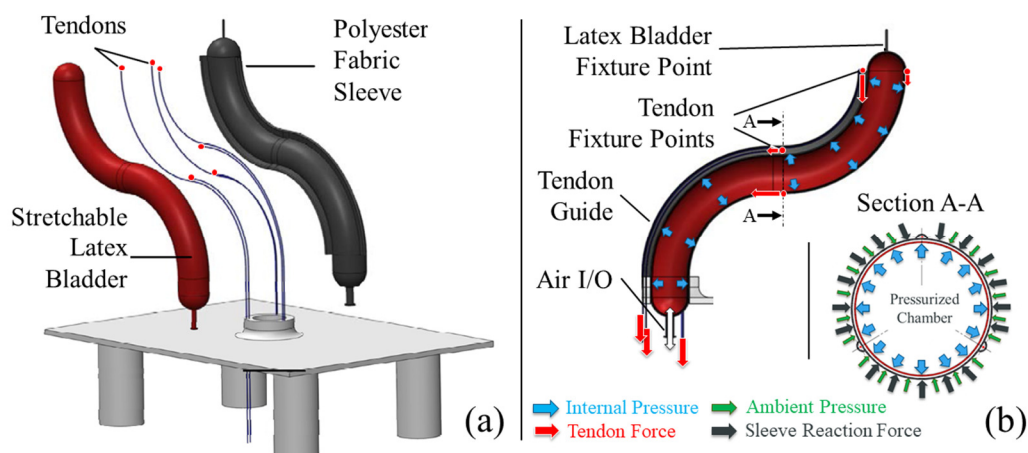 Tendons
Polyester
Fabric
Sleeve
Stretchable
Latex
Bladder
(a)
Latex Bladder
Fixture Point
Tendon
Fixture Points
A
Tendon
Guide
A
Air I/O
Section A-A
Pressurized
Chamber
Internal Pressure
Ambient Pressure
Tendon Force
Sleeve Reaction Force
(b)